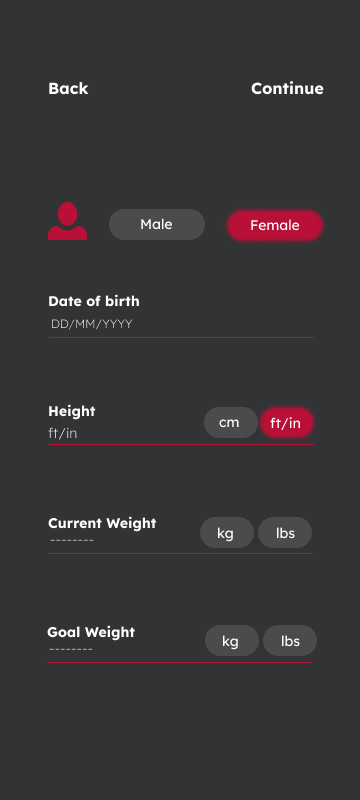 Back Continue
Male Female
Date of birth
DD/MM/YYYY
Height
ft/in cm ft/in
Current Weight
-------- kg lbs
Goal Weight
-------- kg lbs